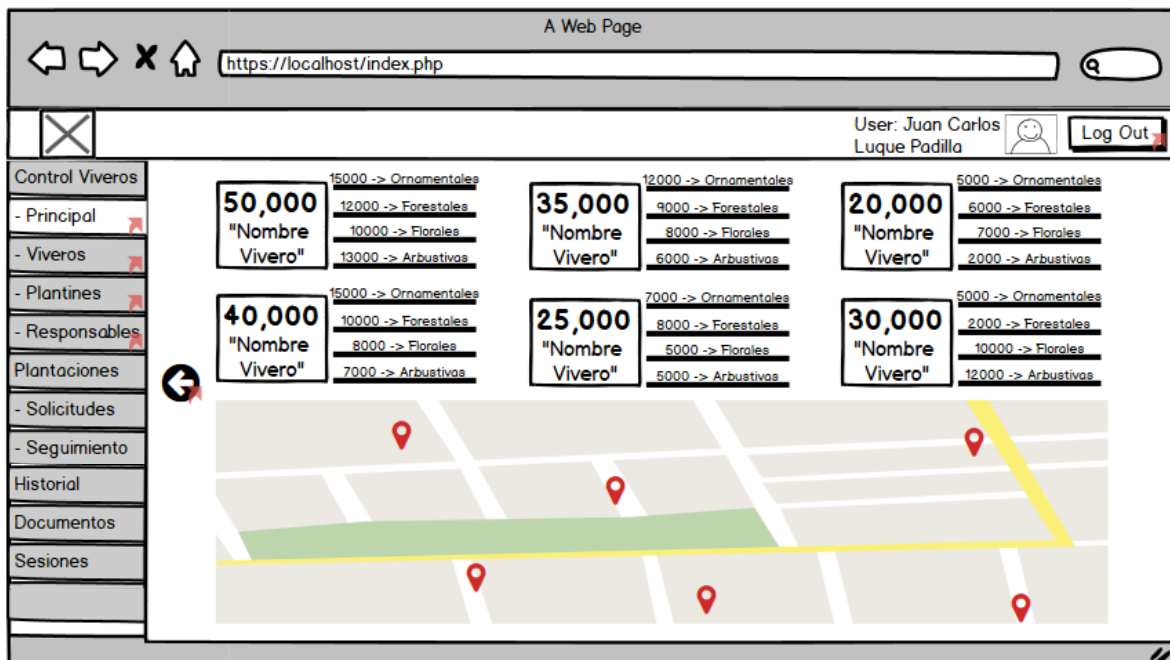 A Web Page
https://localhost/index.php
User: Juan Carlos
Luque Padilla
Log Out
Control Viveros
- Principal
- Viveros
- Plantines
- Responsables
Plantaciones
- Solicitudes
- Seguimiento
Historial
Documentos
Sesiones
50,000
"Nombre
Vivero"
15000 -> Ornamentales
12000 -> Forestales
10000 -> Florales
13000 -> Arbustivas
35,000
"Nombre
Vivero"
12000 -> Ornamentales
9000 -> Forestales
8000 -> Florales
6000 -> Arbustivas
20,000
"Nombre
Vivero"
5000 -> Ornamentales
6000 -> Forestales
7000 -> Florales
2000 -> Arbustivas
40,000
"Nombre
Vivero"
15000 -> Ornamentales
10000 -> Forestales
8000 -> Florales
7000 -> Arbustivas
25,000
"Nombre
Vivero"
7000 -> Ornamentales
8000 -> Forestales
5000 -> Florales
5000 -> Arbustivas
30,000
"Nombre
Vivero"
5000 -> Ornamentales
2000 -> Forestales
10000 -> Florales
12000 -> Arbustivas